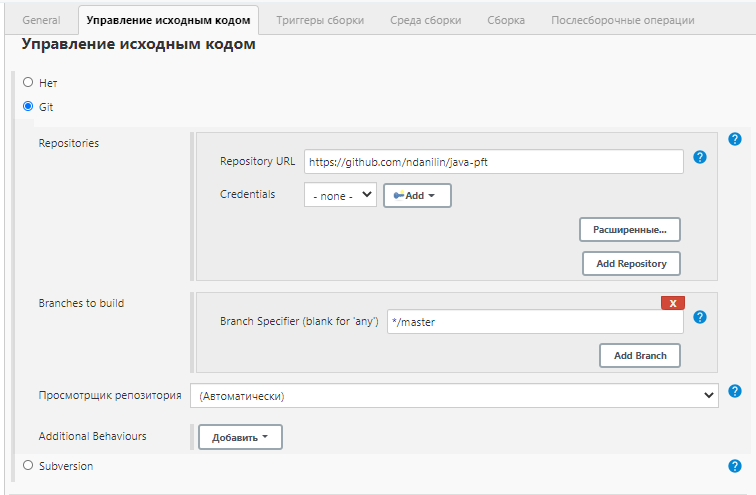 General Управление исходным кодом Триггеры сборки Среда сборки Сборка Послесборочные операции
Управление исходным кодом
Нет
Git
Repositories
?
Repository URL https://github.com/ndanilin/java-pft ?
Credentials - none - Add
Расширенные...
Add Repository
Branches to build
X
Branch Specifier (blank for 'any') */master ?
Add Branch
Просмотрщик репозитория (Автоматически) ?
Additional Behaviours Добавить
Subversion ?